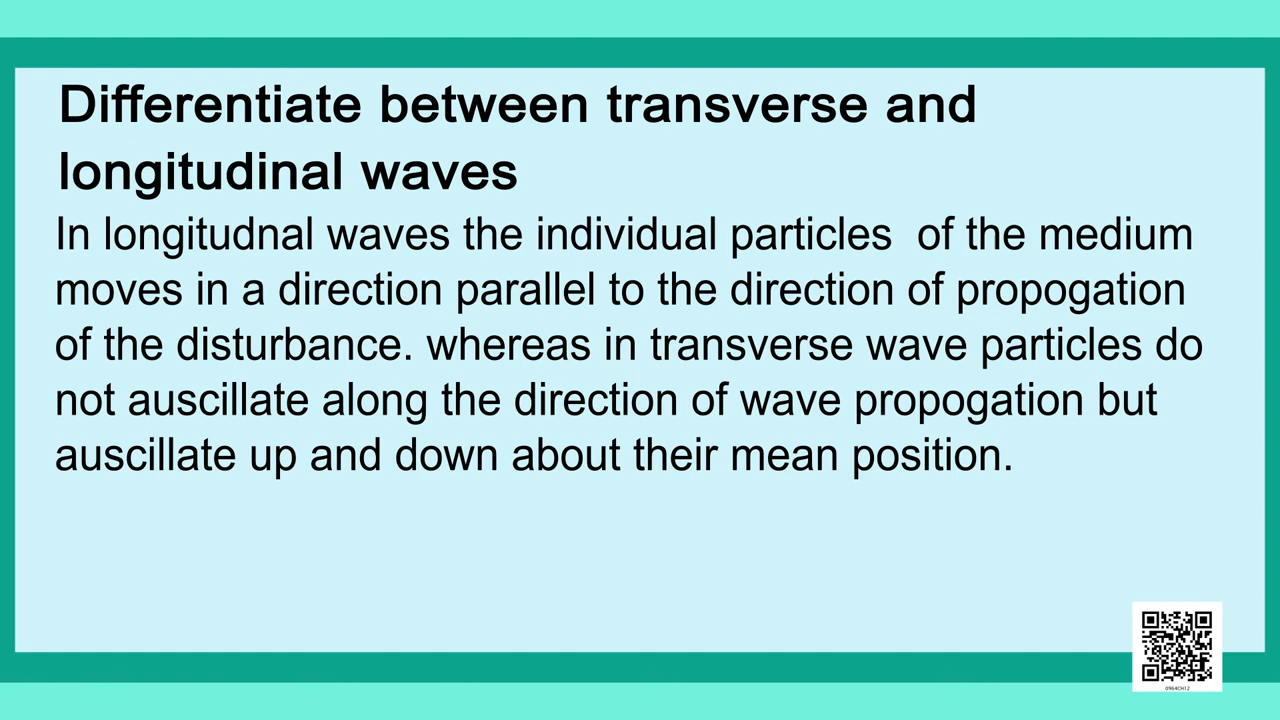 Differentiate between transverse and
longitudinal waves
In longitudnal waves the individual particles  of the medium
moves in a direction parallel to the direction of propogation
of the disturbance. whereas in transverse wave particles do
not auscillate along the direction of wave propogation but
auscillate up and down about their mean position.
0964CH12